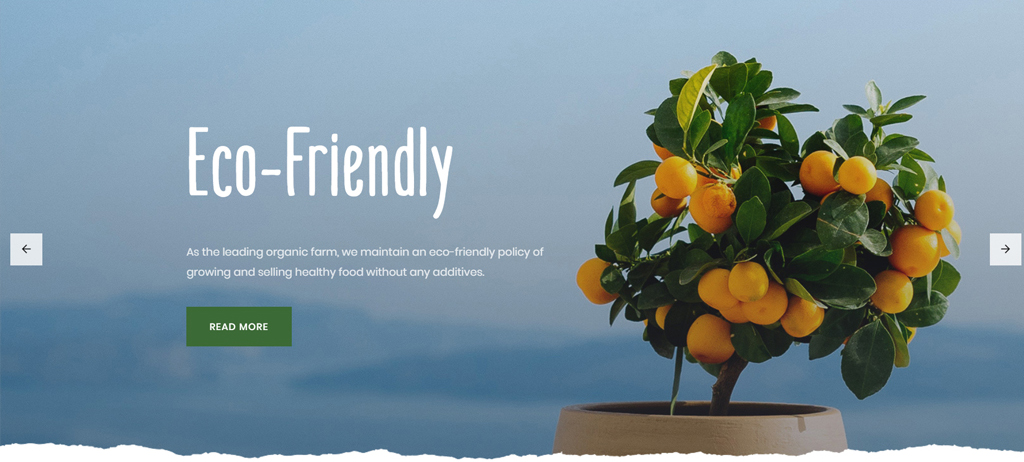 Eco-Friendly
As the leading organic farm, we maintain an eco-friendly policy of
growing and selling healthy food without any additives.
READ MORE